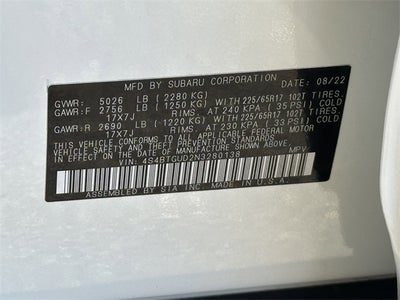 MFD BY SUBARU CORPORATION DATE: 08/22
GVWR: 5026 LB (2280 KG)
GAWR:F 2756 LB (1250 KG) WITH 225/65R17 102T TIRES.
17X7J RIMS. AT 240 KPA ( 35 PSI) COLD.
GAWR:R 2690 LB (1220 KG) WITH 225/65R17 102T TIRES.
17X7J RIMS. AT 230 KPA ( 33 PSI) COLD.
THIS VEHICLE CONFORMS TO ALL APPLICABLE FEDERAL MOTOR
VEHICLE SAFETY, BUMPER, AND THEFT PREVENTION STANDARDS
IN EFFECT ON THE DATE OF MANUFACTURE SHOWN ABOVE.
VIN: 4S4BTGUD2N3280138 MPV
ASSEMBLED BY SIA INC. MADE IN U.S.A.